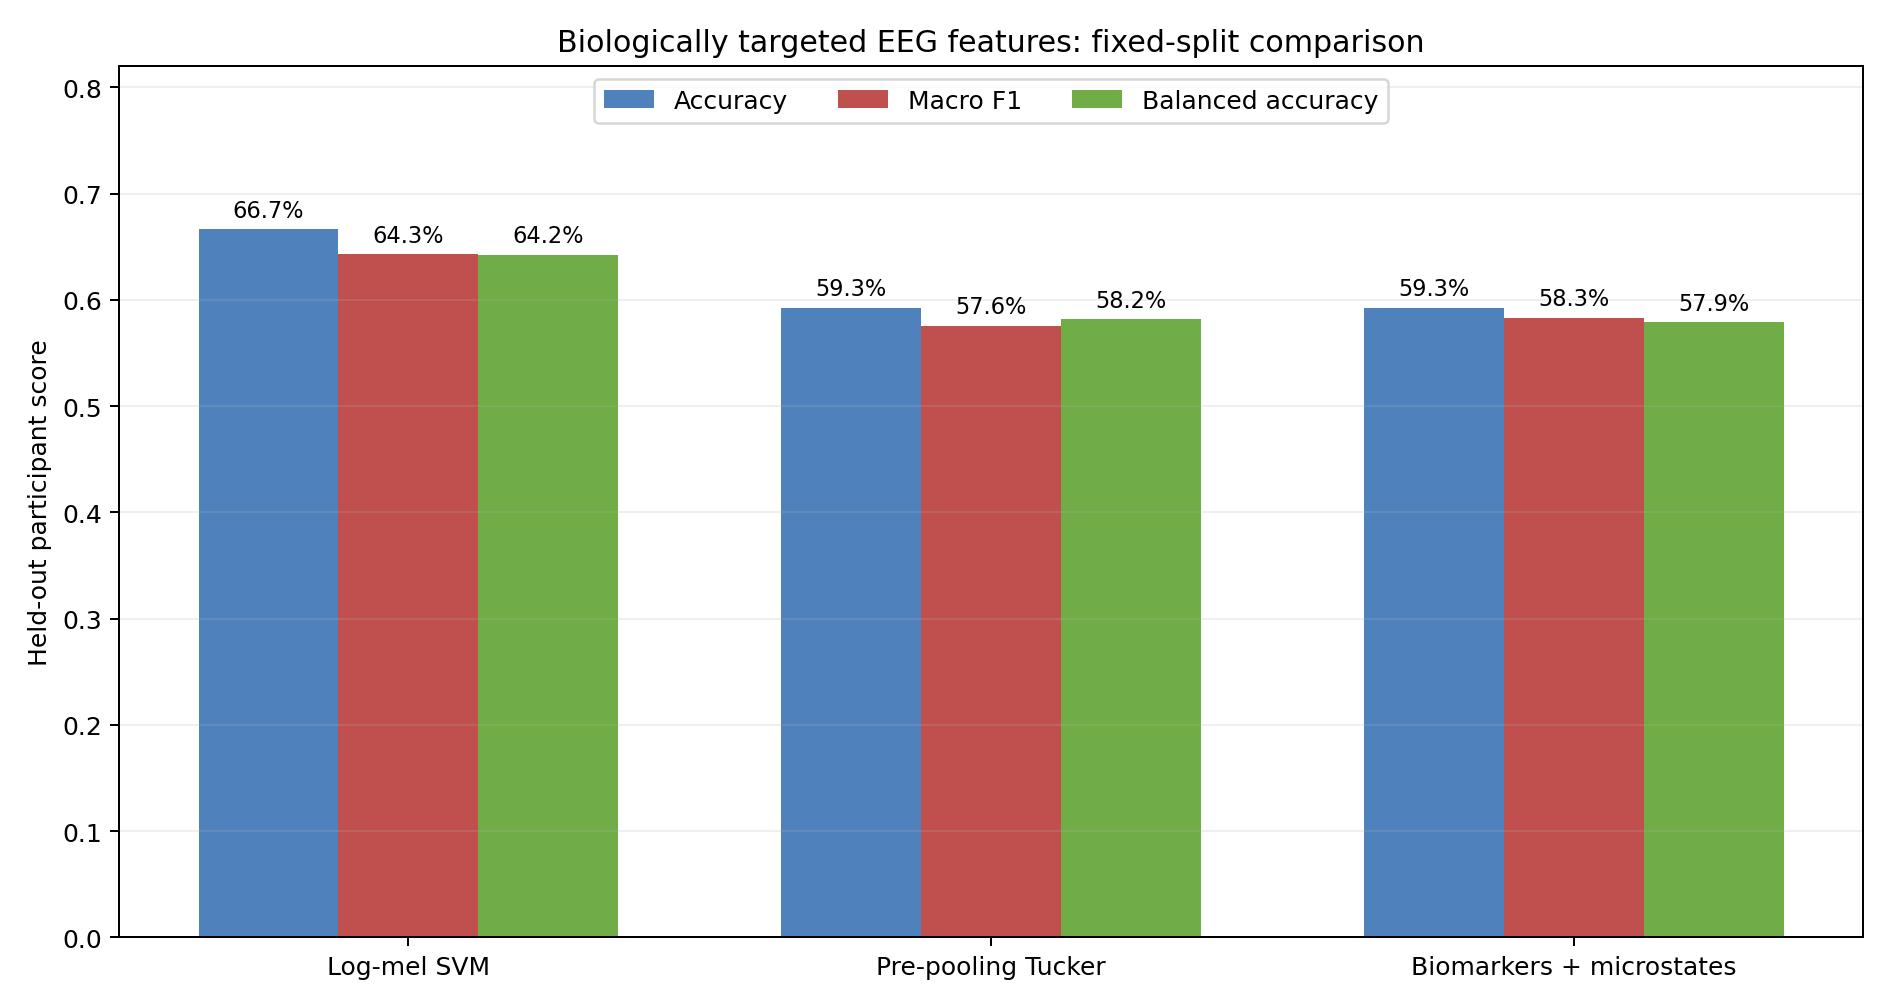 Biologically targeted EEG features: fixed-split comparison
Accuracy Macro F1 Balanced accuracy
Held-out participant score
0.8
0.7
0.6
0.5
0.4
0.3
0.2
0.1
0.0
66.7% 64.3% 64.2%
59.3% 57.6% 58.2%
59.3% 58.3% 57.9%
Log-mel SVM Pre-pooling Tucker Biomarkers + microstates